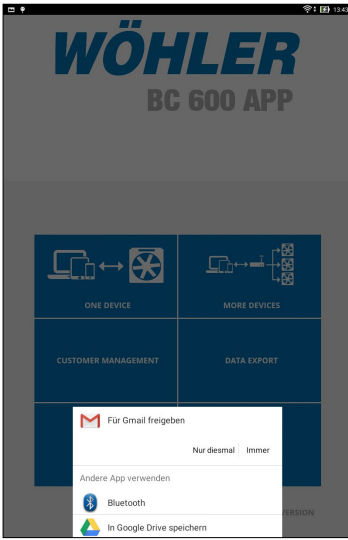 13:43
WÖHLER
BC 600 APP
ONE DEVICE
MORE DEVICES
CUSTOMER MANAGEMENT
DATA EXPORT
Für Gmail freigeben
Nur diesmal
Immer
Andere App verwenden
Bluetooth
VERSION
In Google Drive speichern